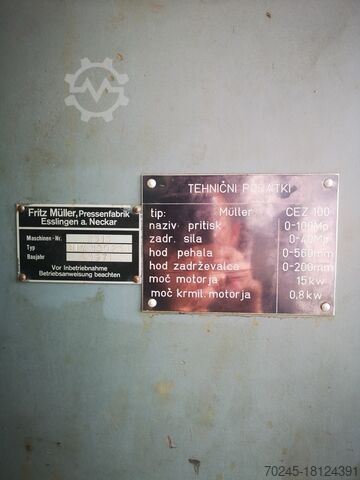 Fritz Müller, Pressenfabrik
Esslingen a. Neckar
Maschinen-Nr.
Typ
Baujahr
Vor Inbetriebnahme
Betriebsanweisung beachten
TEHNIČNI PODATKI
tip: Müller CEZ 100
naziv. pritisk 0-100Mp
zadr. sila 0-40Mp
hod pehala 0-560mm
hod zadrževalca 0-200mm
moč motorja 15kw
moč krmil. motorja 0,8kw
70245-18124391